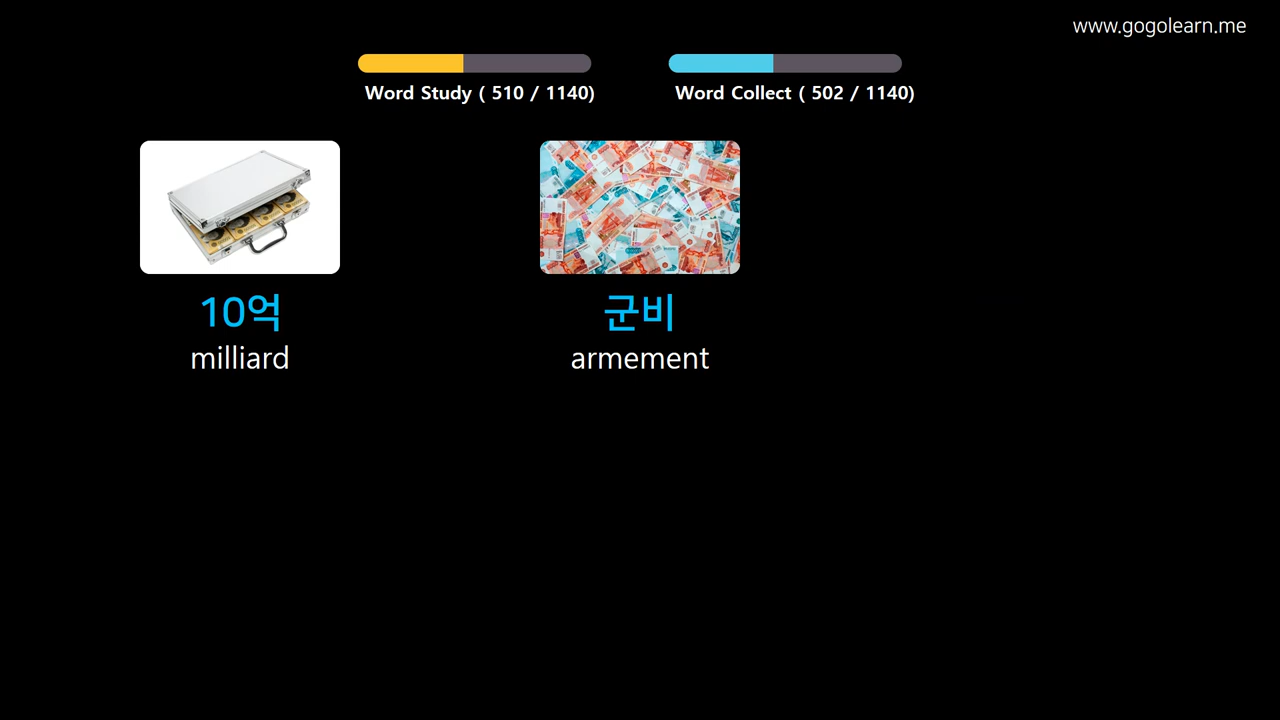 www.gogolearn.me
Word Study ( 510 / 1140)
Word Collect ( 502 / 1140)
10억
milliard
군비
armement